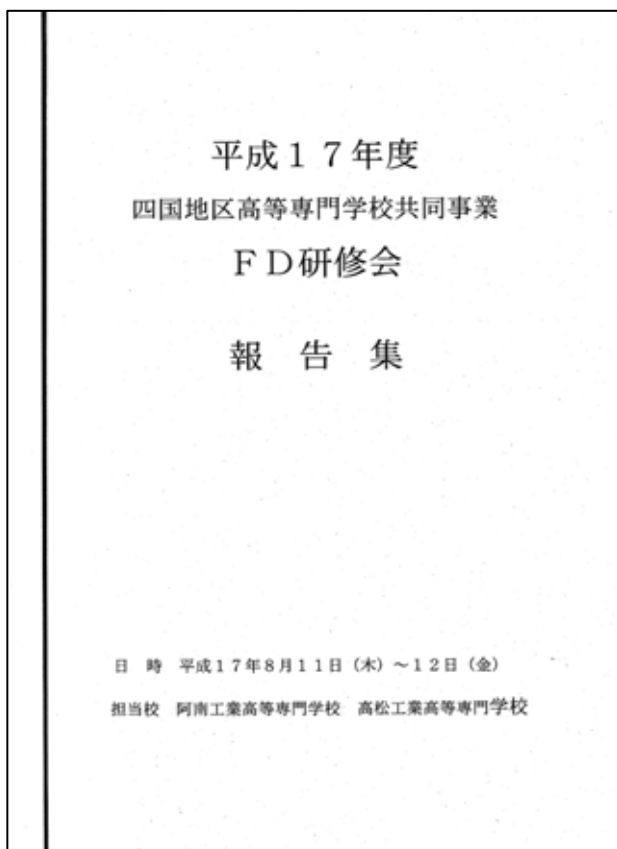 平成１７年度
四国地区高等専門学校共同事業
ＦＤ研修会
報　告　集
日　時　平成１７年８月１１日（木）～１２日（金）
担当校　阿南工業高等専門学校　高松工業高等専門学校